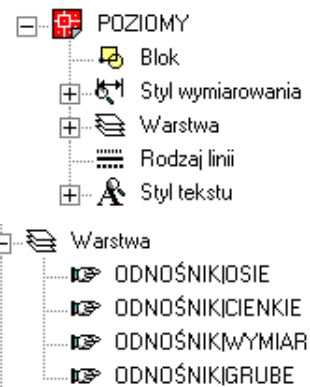 POZIOMY
Blok
Styl wymiarowania
Warstwa
Rodzaj linii
Styl tekstu
Warstwa
ODNOŚNIK|OSIE
ODNOŚNIK|CIENKIE
ODNOŚNIK|WYMIAR
ODNOŚNIK|GRUBE